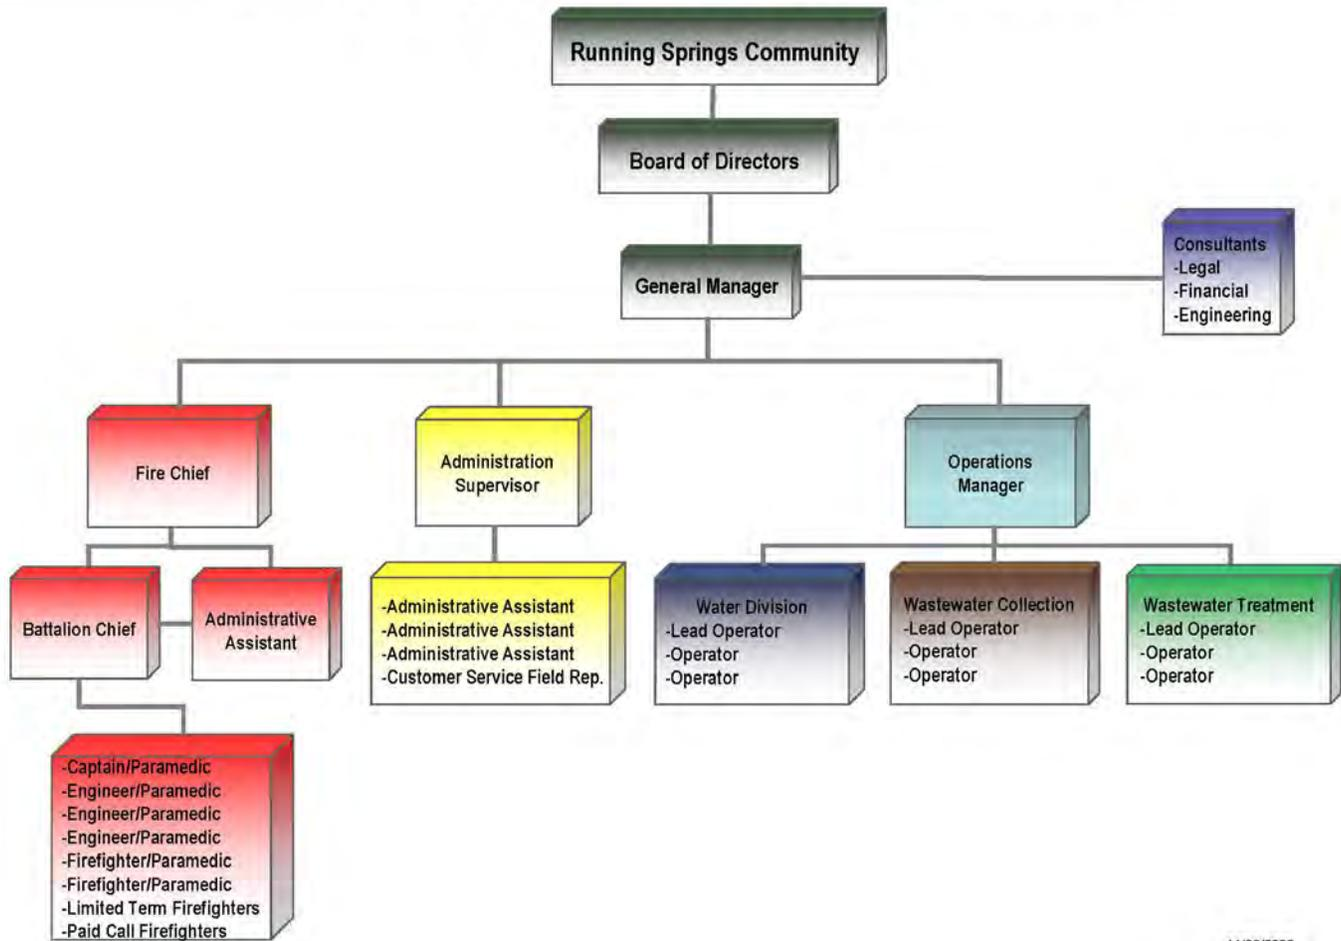 Running Springs Community
Board of Directors
General Manager
Consultants
-Legal
-Financial
-Engineering
Fire Chief
Administration
Supervisor
Operations
Manager
Battalion Chief
Administrative
Assistant
-Administrative Assistant
-Administrative Assistant
-Administrative Assistant
-Customer Service Field Rep.
Water Division
-Lead Operator
-Operator
-Operator
Wastewater Collection
-Lead Operator
-Operator
-Operator
Wastewater Treatment
-Lead Operator
-Operator
-Operator
-Captain/Paramedic
-Engineer/Paramedic
-Engineer/Paramedic
-Engineer/Paramedic
-Firefighter/Paramedic
-Firefighter/Paramedic
-Limited Term Firefighters
-Paid Call Firefighters